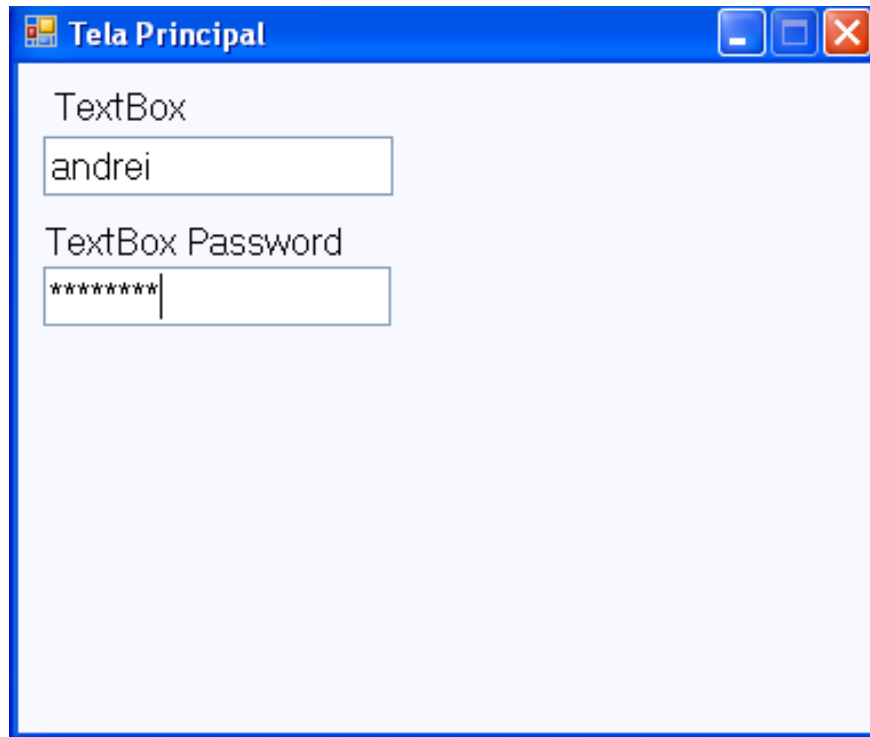 Tela Principal
TextBox
andrei
TextBox Password
********